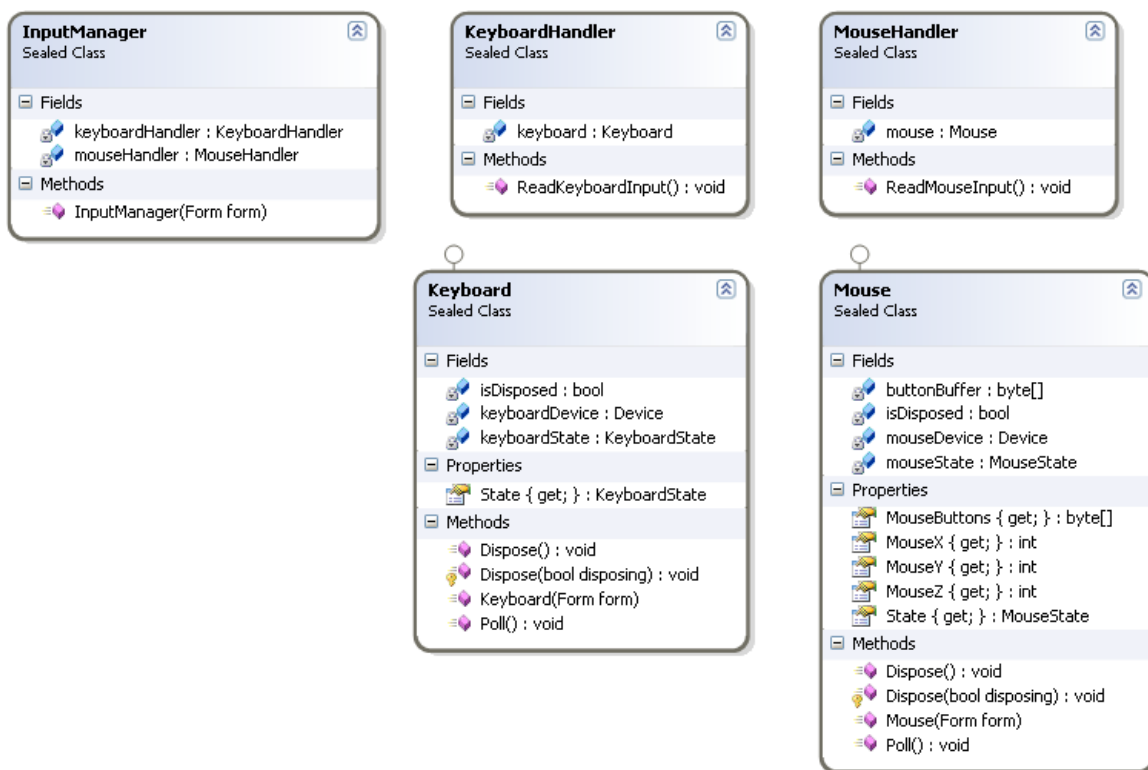 InputManager
Sealed Class
Fields
keyboardHandler : KeyboardHandler
mouseHandler : MouseHandler
Methods
InputManager(Form form)
KeyboardHandler
Sealed Class
Fields
keyboard : Keyboard
Methods
ReadKeyboardInput() : void
MouseHandler
Sealed Class
Fields
mouse : Mouse
Methods
ReadMouseInput() : void
Keyboard
Sealed Class
Fields
isDisposed : bool
keyboardDevice : Device
keyboardState : KeyboardState
Properties
State { get; } : KeyboardState
Methods
Dispose() : void
Dispose(bool disposing) : void
Keyboard(Form form)
Poll() : void
Mouse
Sealed Class
Fields
buttonBuffer : byte[]
isDisposed : bool
mouseDevice : Device
mouseState : MouseState
Properties
MouseButtons { get; } : byte[]
MouseX { get; } : int
MouseY { get; } : int
MouseZ { get; } : int
State { get; } : MouseState
Methods
Dispose() : void
Dispose(bool disposing) : void
Mouse(Form form)
Poll() : void